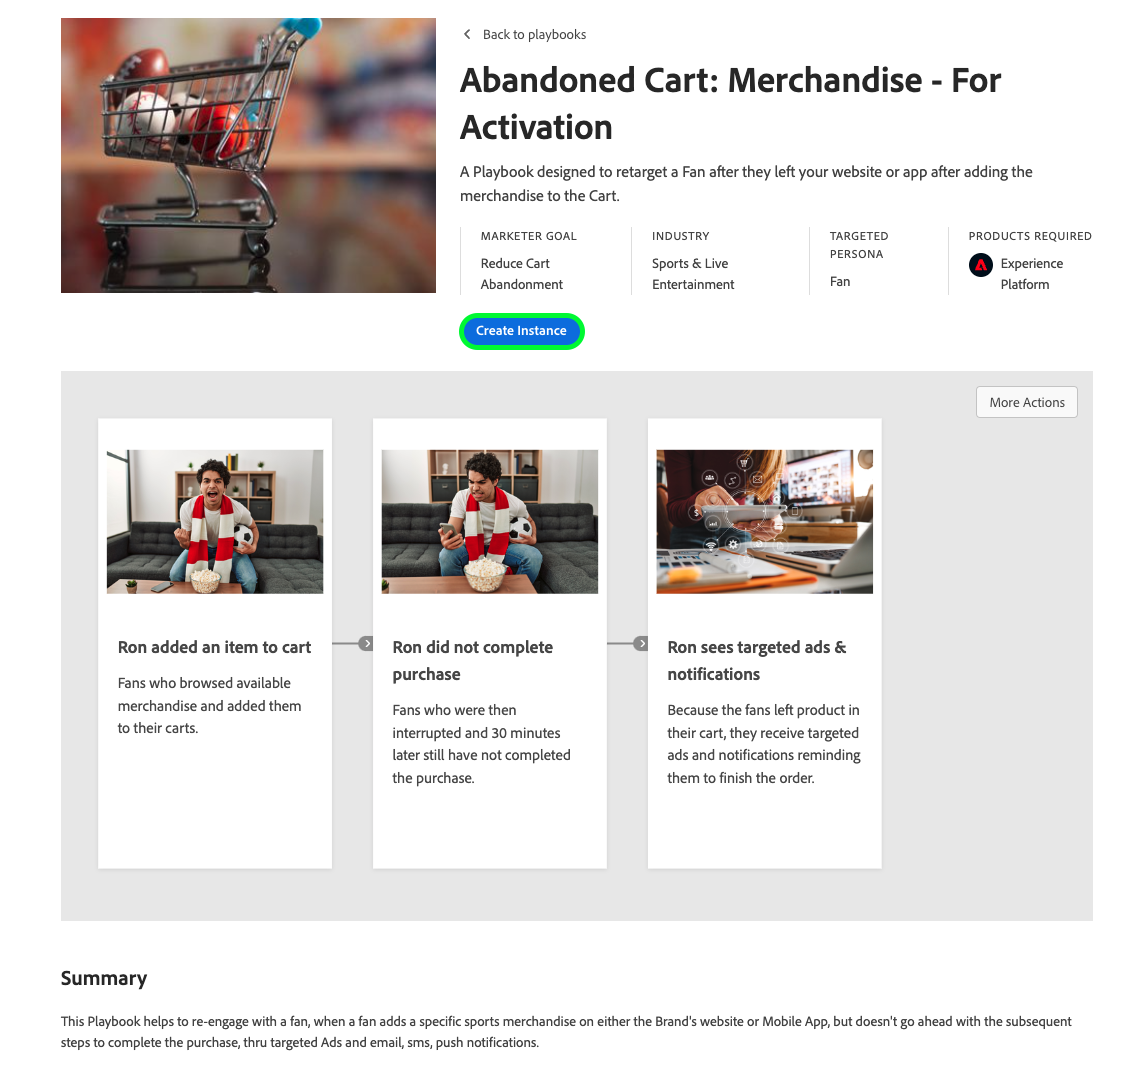 Back to playbooks
Abandoned Cart: Merchandise - For
Activation
A Playbook designed to retarget a Fan after they left your website or app after adding the
merchandise to the Cart.
MARKETER GOAL
Reduce Cart
Abandonment
INDUSTRY
Sports & Live
Entertainment
TARGETED
PERSONA
Fan
PRODUCTS REQUIRED
Experience
Platform
Create Instance
More Actions
Ron added an item to cart
Fans who browsed available
merchandise and added them
to their carts.
Ron did not complete
purchase
Fans who were then
interrupted and 30 minutes
later still have not completed
the purchase.
Ron sees targeted ads &
notifications
Because the fans left product in
their cart, they receive targeted
ads and notifications reminding
them to finish the order.
Summary
This Playbook helps to re-engage with a fan, when a fan adds a specific sports merchandise on either the Brand's website or Mobile App, but doesn't go ahead with the subsequent
steps to complete the purchase, thru targeted Ads and email, sms, push notifications.